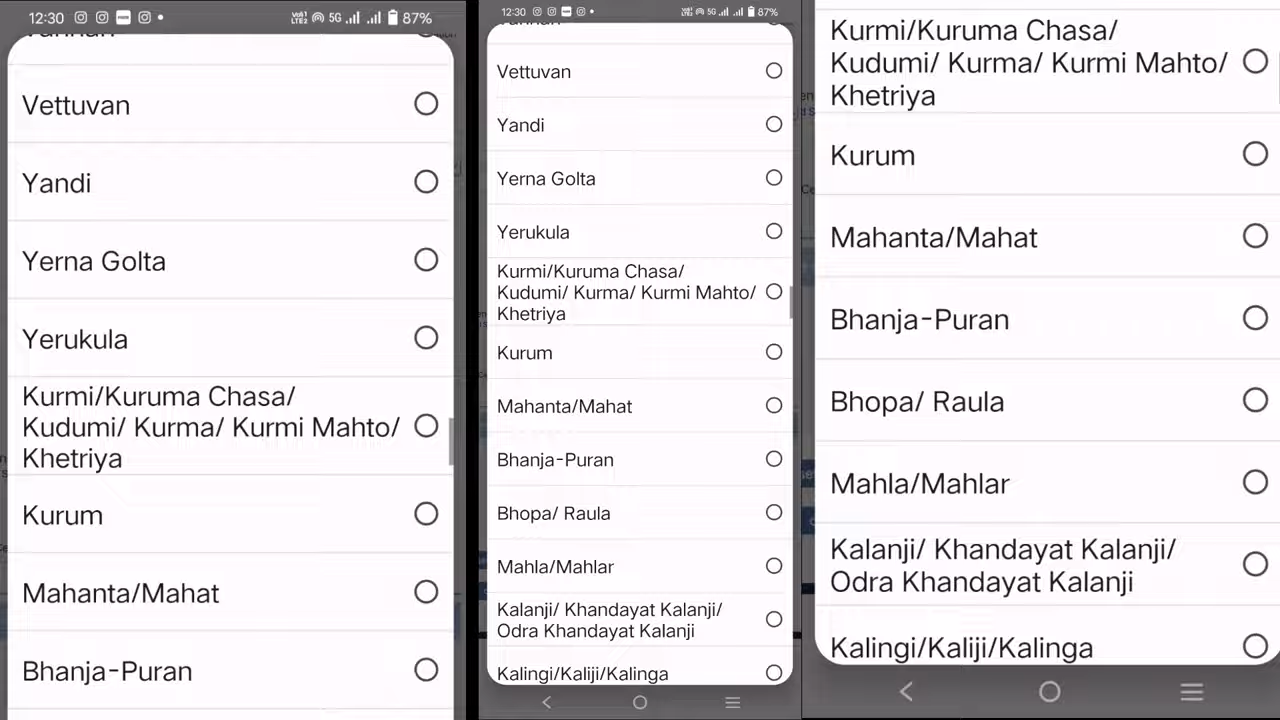 12:30
5G
87%
Vettuvan
Yandi
Yerna Golta
Yerukula
Kurmi/Kuruma Chasa/
Kudumi/ Kurma/ Kurmi Mahto/
Khetriya
Kurum
Mahanta/Mahat
Bhanja-Puran
12:30
5G
87%
Vettuvan
Yandi
Yerna Golta
Yerukula
Kurmi/Kuruma Chasa/
Kudumi/ Kurma/ Kurmi Mahto/
Khetriya
Kurum
Mahanta/Mahat
Bhanja-Puran
Bhopa/ Raula
Mahla/Mahlar
Kalanji/ Khandayat Kalanji/
Odra Khandayat Kalanji
Kalingi/Kaliji/Kalinga
Kurmi/Kuruma Chasa/
Kudumi/ Kurma/ Kurmi Mahto/
Khetriya
Kurum
Mahanta/Mahat
Bhanja-Puran
Bhopa/ Raula
Mahla/Mahlar
Kalanji/ Khandayat Kalanji/
Odra Khandayat Kalanji
Kalingi/Kaliji/Kalinga